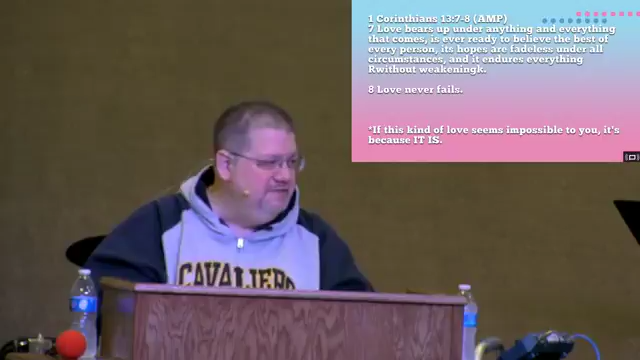 1 Corinthians 13:7-8 (AMP)
7 Love bears up under anything and everything
that comes, is ever ready to believe the best of
every person, its hopes are fadeless under all
circumstances, and it endures everything
Rwithout weakeningk.
8 Love never fails.
*If this kind of love seems impossible to you, it's
because IT IS.
CAVALIERS